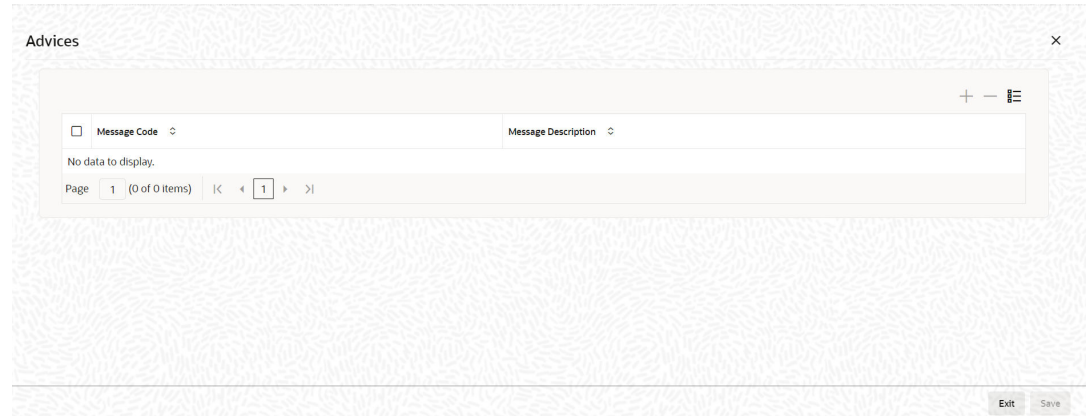 Advices
Message Code Message Description
No data to display.
Page 1 (0 of 0 items) 1
Exit Save